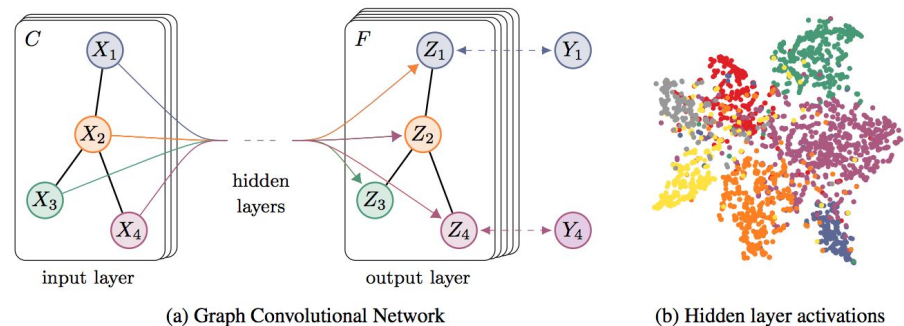 C
X₁
X₂
X₃
X₄
input layer
hidden
layers
F
Z₁
Z₂
Z₃
Z₄
output layer
Y₁
Y₄
(a) Graph Convolutional Network
(b) Hidden layer activations